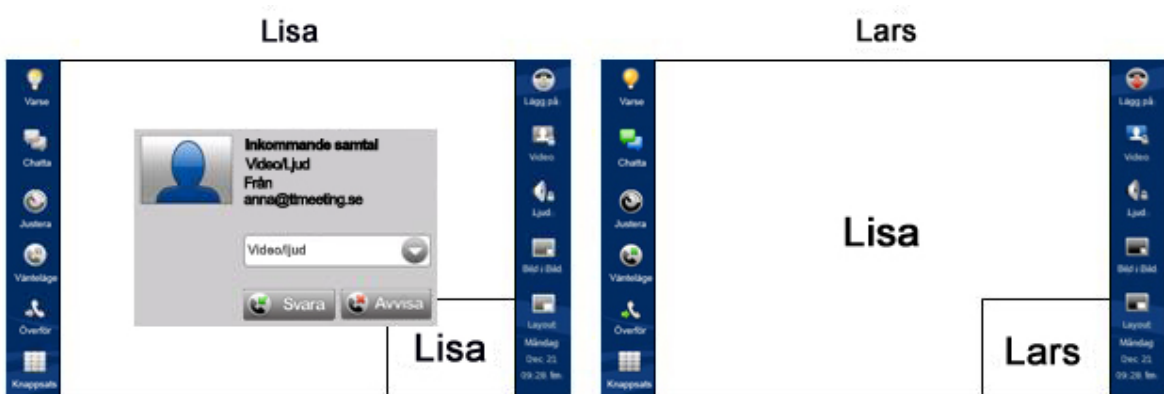 Lisa
Lars
Varse
Chatta
Justera
Vänteläge
Överför
Knappsats
Inkommande samtal
Video/Ljud
Från
anna@ttmeeting.se
Video/ljud
Svara
Avvisa
Lisa
Lägg på
Video
Ljud
Bild i Bild
Layout
Måndag
Dec 21
09:28 fm
Varse
Chatta
Justera
Vänteläge
Överför
Knappsats
Lisa
Lars
Lägg på
Video
Ljud
Bild i Bild
Layout
Måndag
Dec 21
09:28 fm